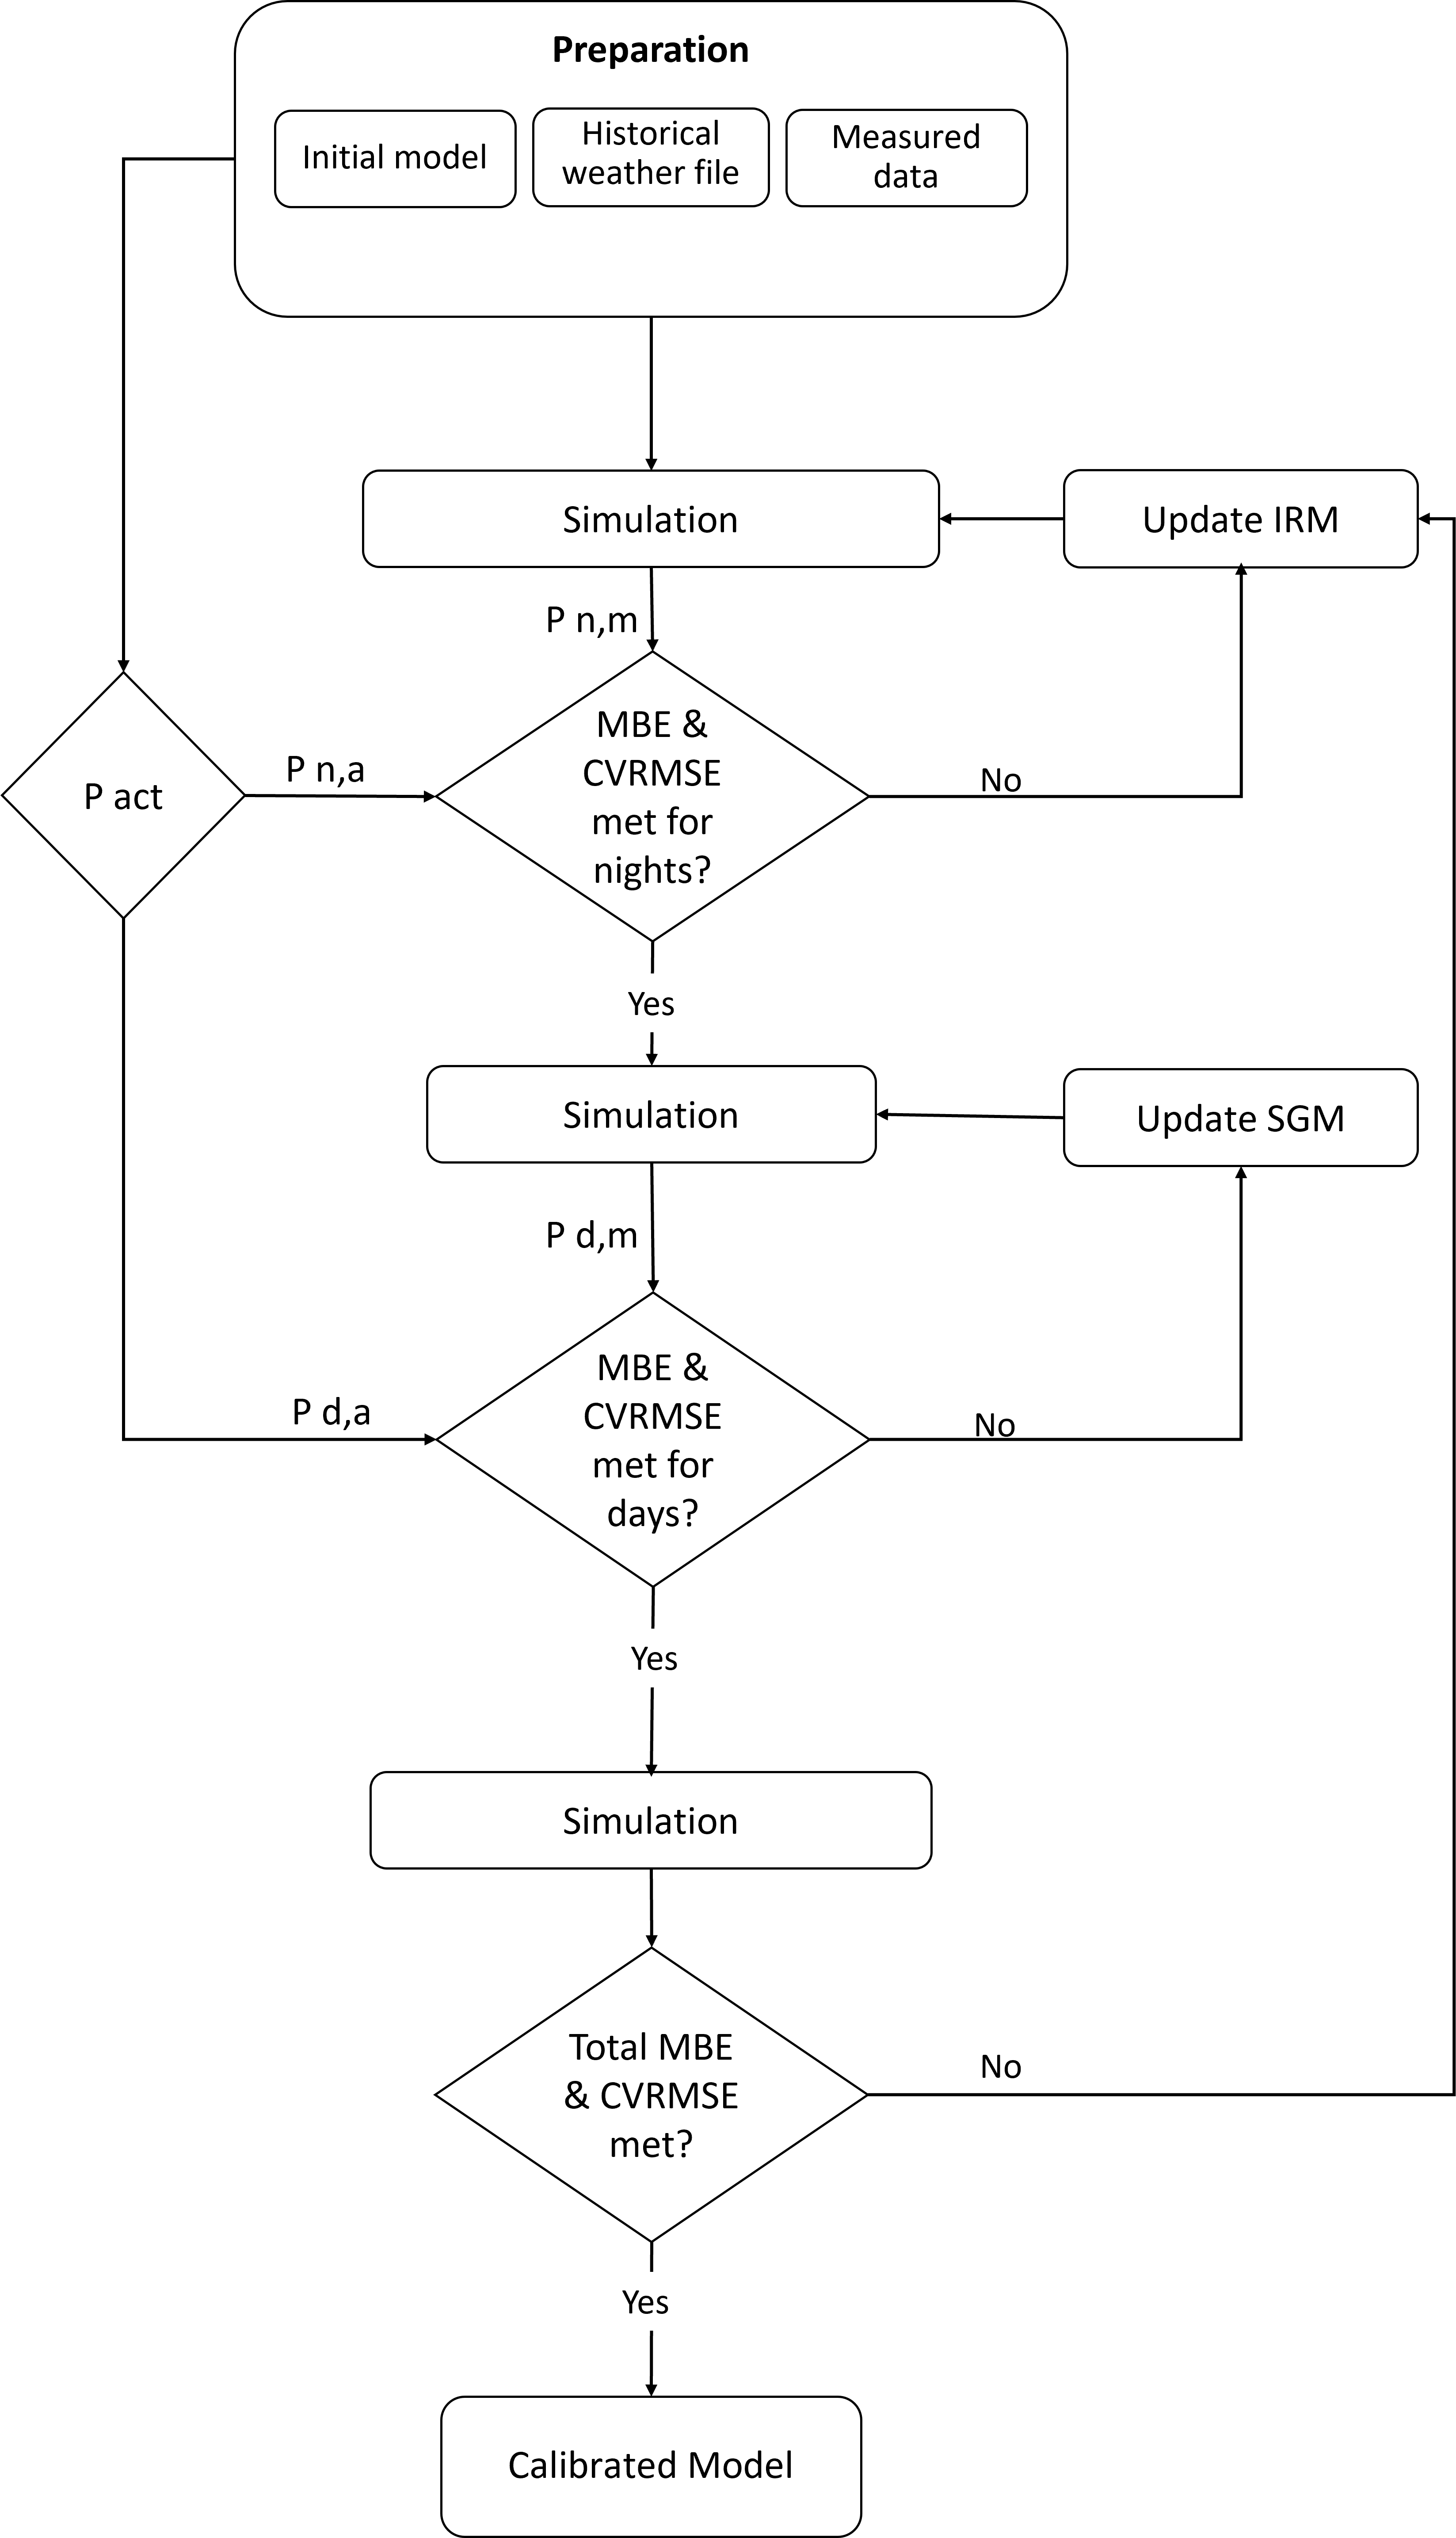 Preparation
Initial model
Historical
weather file
Measured
data
Simulation
Update IRM
P n,m
P act
P n,a
MBE &
CVRMSE
met for
nights?
No
Yes
Simulation
Update SGM
P d,m
P d,a
MBE &
CVRMSE
met for
days?
No
Yes
Simulation
Total MBE
& CVRMSE
met?
No
Yes
Calibrated Model